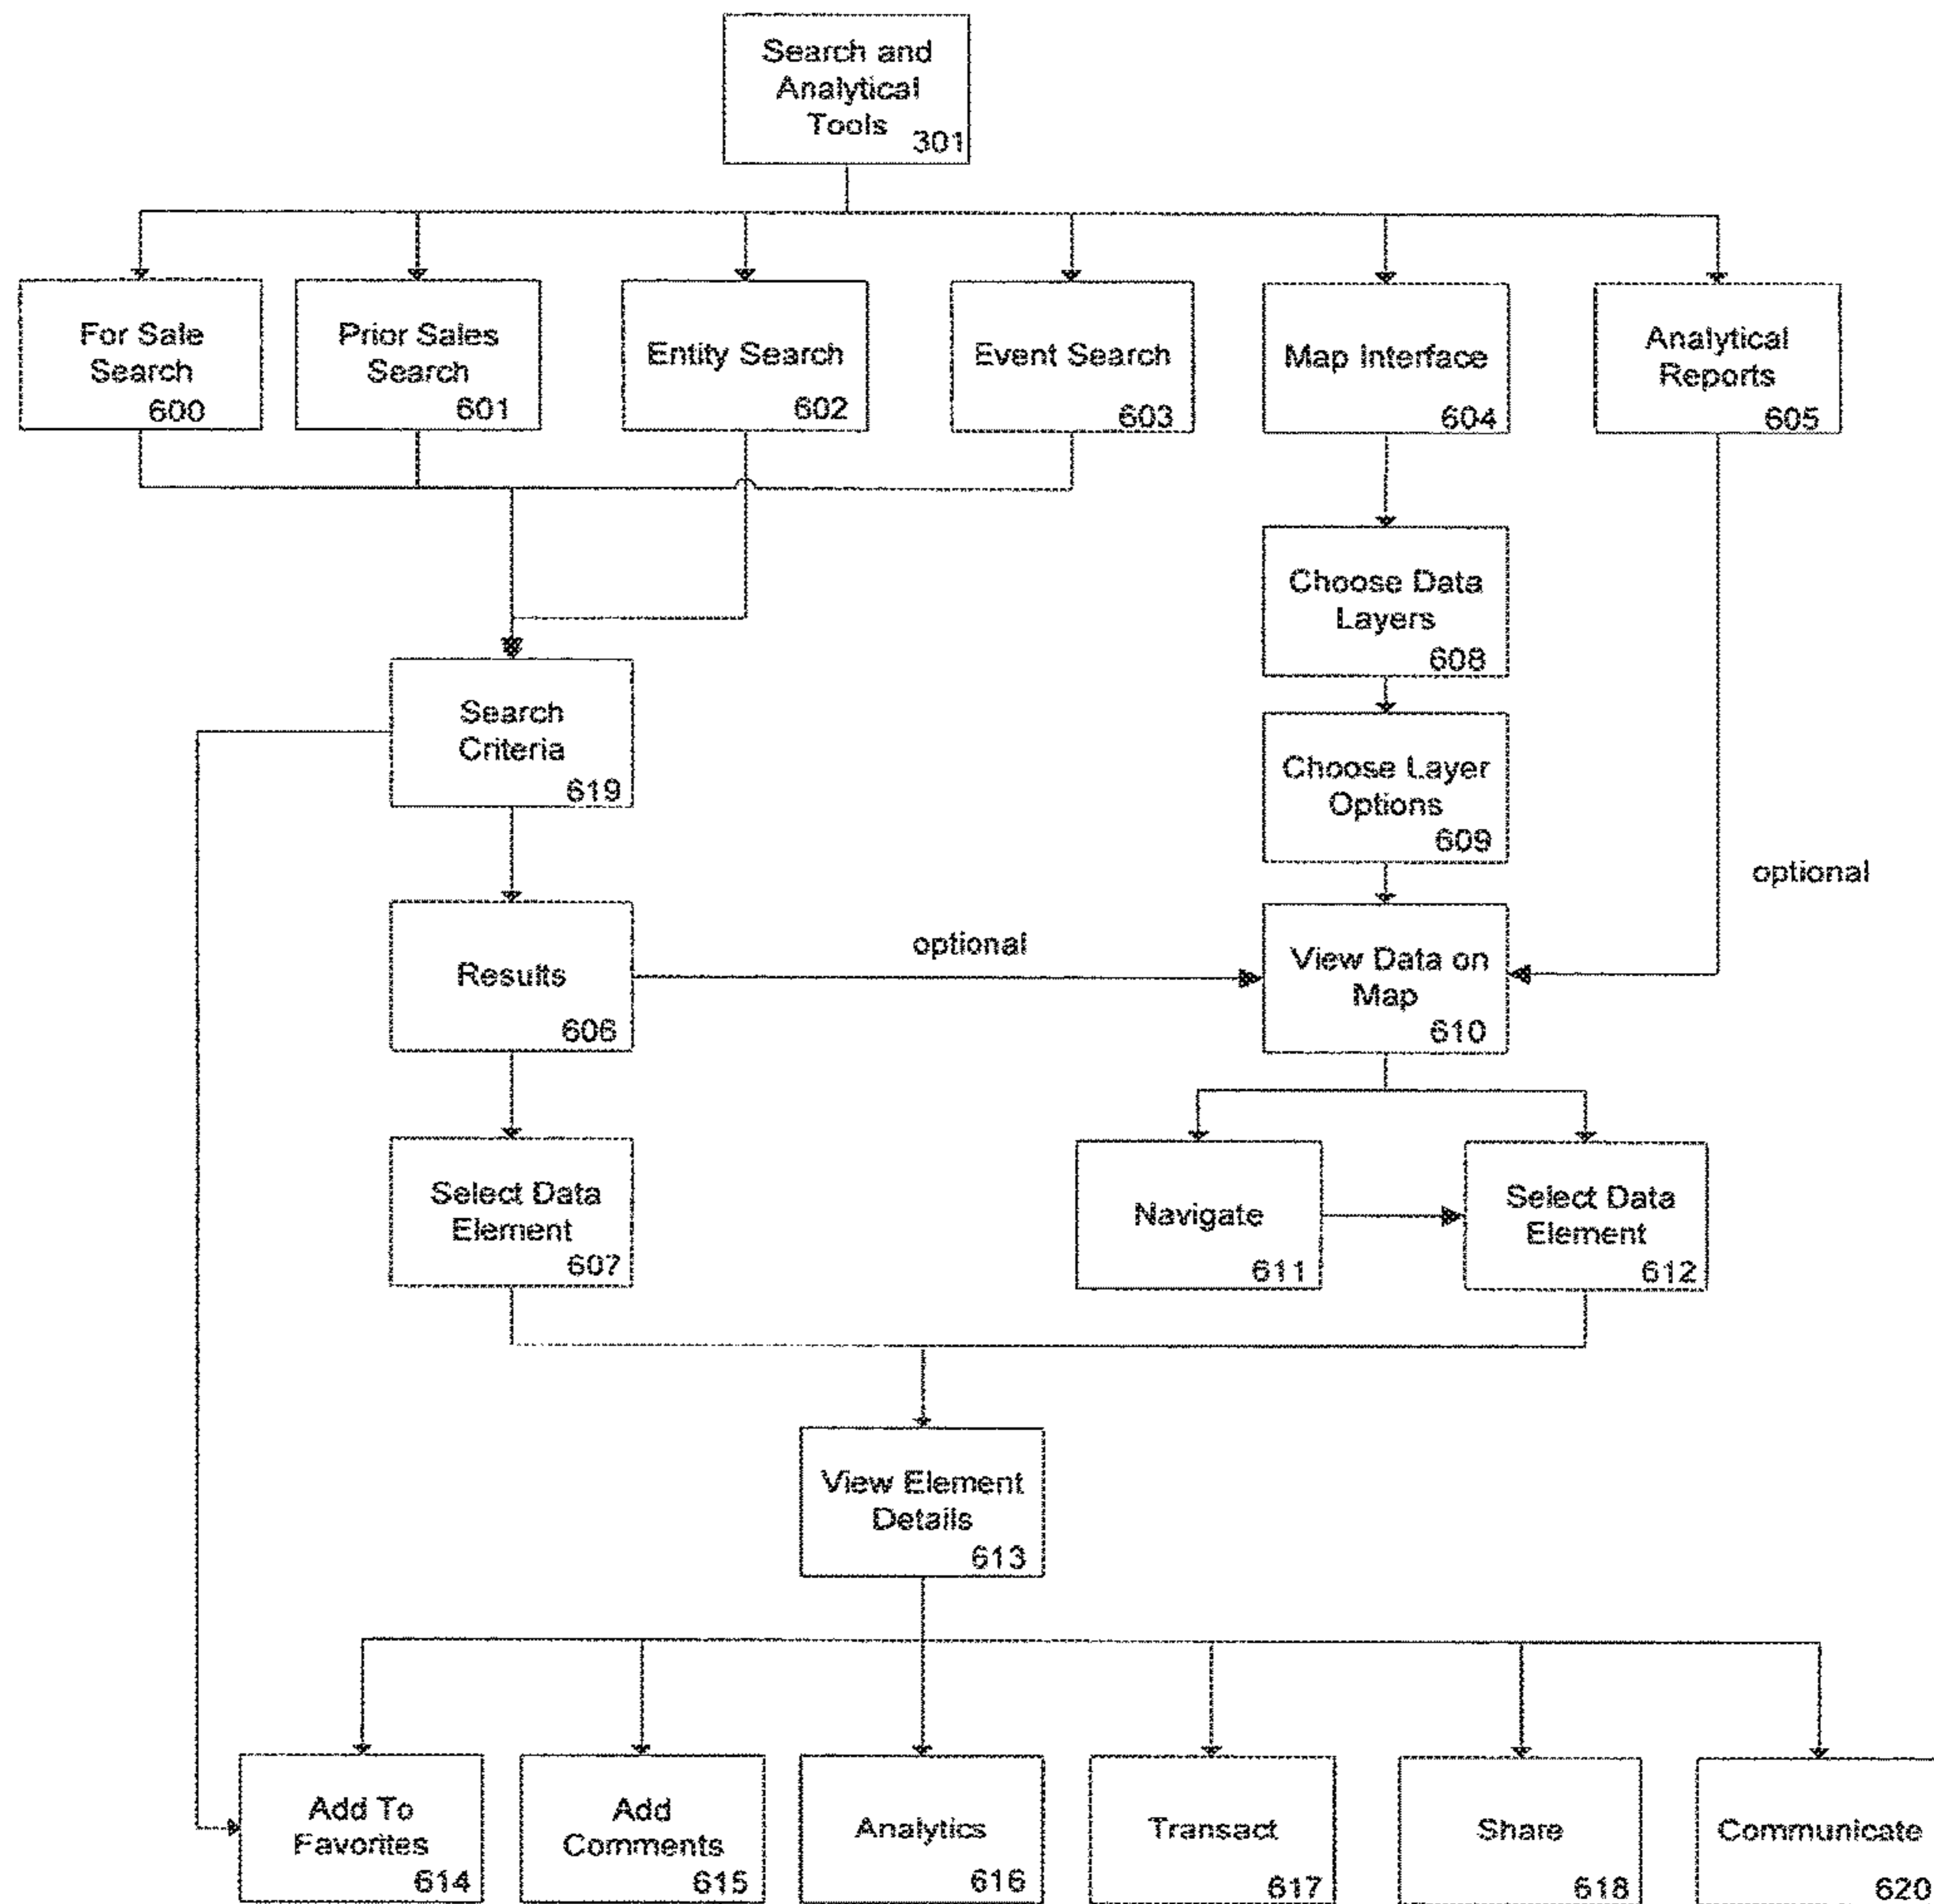 Search and
Analytical
Tools
301
For Sale
Search
600
Prior Sales
Search
601
Entity Search
602
Event Search
603
Map Interface
604
Analytical
Reports
605
Choose Data
Layers
608
Search
Criteria
619
Choose Layer
Options
609
optional
Results
606
optional
View Data on
Map
610
Select Data
Element
607
Navigate
611
Select Data
Element
612
View Element
Details
613
Add To
Favorites
614
Add
Comments
615
Analytics
616
Transact
617
Share
618
Communicate
620